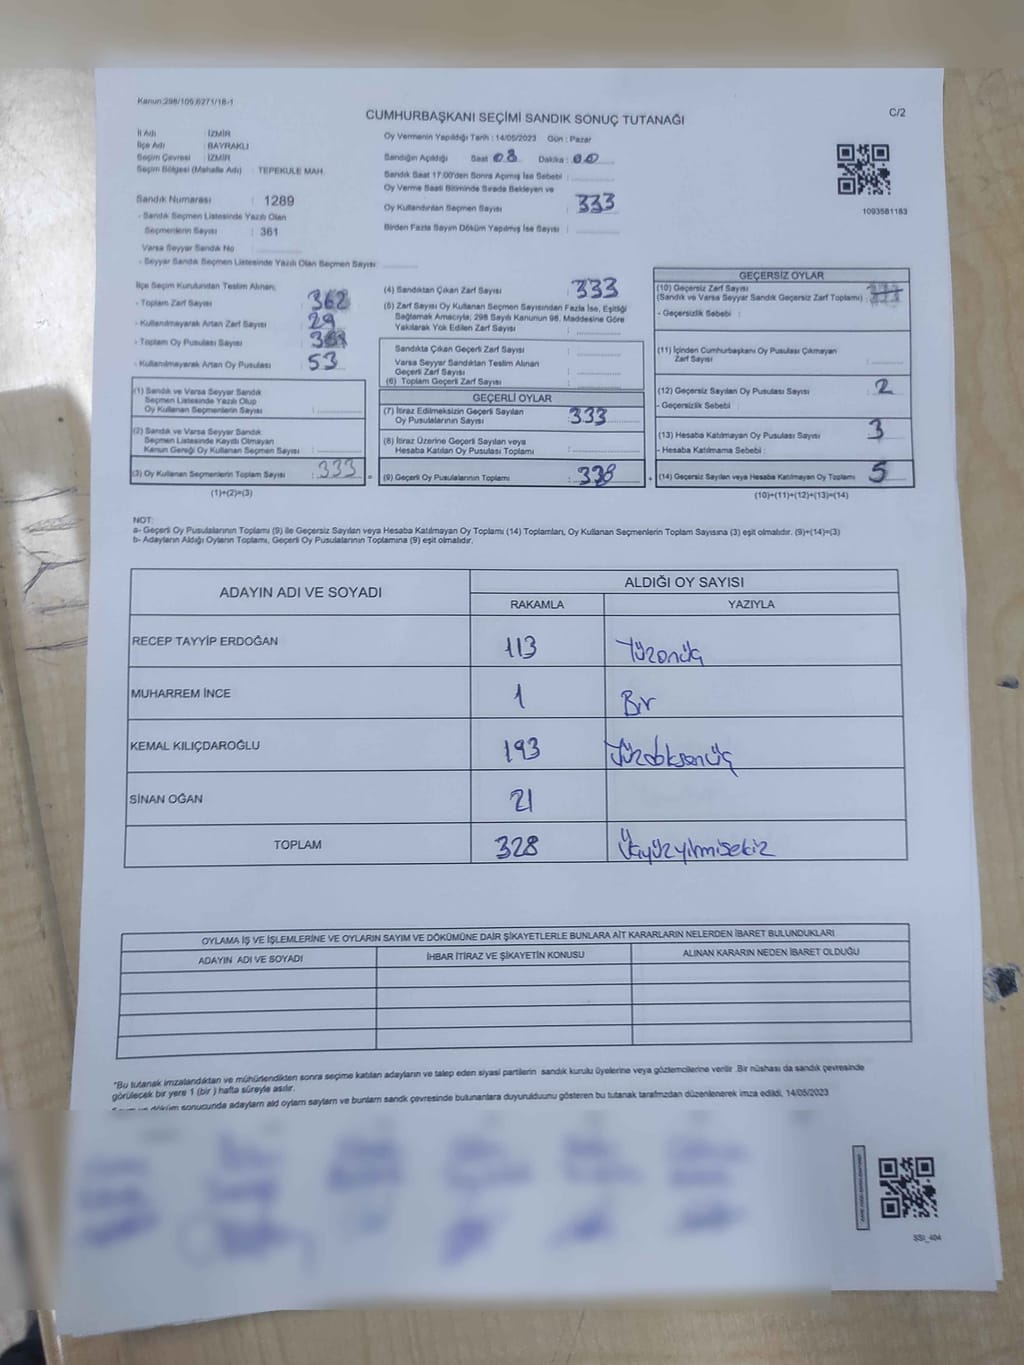 Kanun:298/106,6271/18-1
C/2
CUMHURBAŞKANI SEÇİMİ SANDIK SONUÇ TUTANAĞI
İl Adı : İZMİR
İlçe Adı : BAYRAKLI
Seçim Çevresi : İZMİR
Seçim Bölgesi (Mahalle Adı) : TEPEKULE MAH.
Sandık Numarası : 1289
- Sandık Seçmen Listesinde Yazılı Olan
Seçmenlerin Sayısı : 361
Varsa Seyyar Sandık No :
- Seyyar Sandık Seçmen Listesinde Yazılı Olan Seçmen Sayısı:
Oy Vermenin Yapıldığı Tarih : 14/05/2023 Gün : Pazar
Sandığın Açıldığı Saat : 08 Dakika : 00
Sandık Saat 17:00'den Sonra Açımış İse Sebebi :
Oy Verme Saati Bitiminde Sırada Bekleyen ve
Oy Kullandırılan Seçmen Sayısı : 333
Birden Fazla Sayım Döküm Yapılmış İse Sayısı :
1093581183
İlçe Seçim Kurulundan Teslim Alınan;
- Toplam Zarf Sayısı : 362
- Kullanılmayarak Artan Zarf Sayısı : 29
- Toplam Oy Pusulası Sayısı :
- Kullanılmayarak Artan Oy Pusulası : 53
(1) Sandık ve Varsa Seyyar Sandık
Seçmen Listesinde Yazılı Olup
Oy Kullanan Seçmenlerin Sayısı :
(2) Sandık ve Varsa Seyyar Sandık
Seçmen Listesinde Kayıtlı Olmayan
Kanun Gereği Oy Kullanan Seçmen Sayısı :
(3) Oy Kullanan Seçmenlerin Toplam Sayısı : 333
(1)+(2)=(3)
(4) Sandıktan Çıkan Zarf Sayısı : 333
(5) Zarf Sayısı Oy Kullanan Seçmen Sayısından Fazla İse, Eşitliği
Sağlamak Amacıyla; 298 Sayılı Kanunun 98. Maddesine Göre
Yakılarak Yok Edilen Zarf Sayısı :
Sandıkta Çıkan Geçerli Zarf Sayısı :
Varsa Seyyar Sandıktan Teslim Alınan
Geçerli Zarf Sayısı :
(6) Toplam Geçerli Zarf Sayısı :
GEÇERLİ OYLAR
(7) İtiraz Edilmeksizin Geçerli Sayılan
Oy Pusulalarının Sayısı : 333
(8) İtiraz Üzerine Geçerli Sayılan veya
Hesaba Katılan Oy Pusulası Toplamı :
= (9) Geçerli Oy Pusulalarının Toplamı :
GEÇERSİZ OYLAR
(10) Geçersiz Zarf Sayısı
(Sandık ve Varsa Seyyar Sandık Geçersiz Zarf Toplamı) :
- Geçersizlik Sebebi :
(11) İçinden Cumhurbaşkanı Oy Pusulası Çıkmayan
Zarf Sayısı :
(12) Geçersiz Sayılan Oy Pusulası Sayısı : 2
- Geçersizlik Sebebi :
(13) Hesaba Katılmayan Oy Pusulası Sayısı : 3
- Hesaba Katılmama Sebebi :
+ (14) Geçersiz Sayılan veya Hesaba Katılmayan Oy Toplamı : 5
(10)+(11)+(12)+(13)=(14)
NOT:
a- Geçerli Oy Pusulalarının Toplamı (9) ile Geçersiz Sayılan veya Hesaba Katılmayan Oy Toplamı (14) Toplamları, Oy Kullanan Seçmenlerin Toplam Sayısına (3) eşit olmalıdır. (9)+(14)=(3)
b- Adayların Aldığı Oyların Toplamı, Geçerli Oy Pusulalarının Toplamına (9) eşit olmalıdır.
ADAYIN ADI VE SOYADI
ALDIĞI OY SAYISI
RAKAMLA YAZIYLA
RECEP TAYYİP ERDOĞAN 113 Yüzonüç
MUHARREM İNCE 1 Bir
KEMAL KILIÇDAROĞLU 193 Yüzdoksanüç
SİNAN OĞAN 21
TOPLAM 328 Üçyüzyirmisekiz
OYLAMA İŞ VE İŞLEMLERİNE VE OYLARIN SAYIM VE DÖKÜMÜNE DAİR ŞİKAYETLERLE BUNLARA AİT KARARLARIN NELERDEN İBARET BULUNDUKLARI
ADAYIN ADI VE SOYADI İHBAR İTİRAZ VE ŞİKAYETİN KONUSU ALINAN KARARIN NEDEN İBARET OLDUĞU
"Bu tutanak imzalandıktan ve mühürlendikten sonra seçime katılan adayların ve talep eden siyasi partilerin sandık kurulu üyelerine veya gözlemcilerine verilir .Bir nüshası da sandık çevresinde
görülecek bir yere 1 (bir ) hafta süreyle asılır.
döküm sonucunda adayların ald oyların sayların ve bunların sandk çevresinde bulunanlara duyurulduunu gösteren bu tutanak tarafmzdan düzenlenerek imza edildi. 14/05/2023
SSI_404